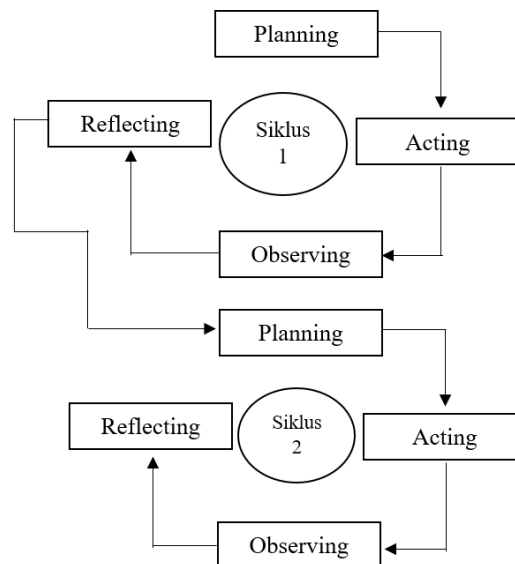 Planning
Reflecting
Siklus
1
Acting
Observing
Planning
Reflecting
Siklus
2
Acting
Observing